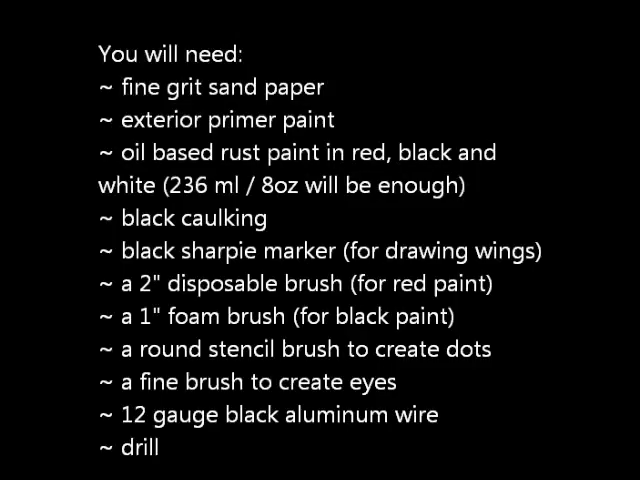 You will need:
~ fine grit sand paper
~ exterior primer paint
~ oil based rust paint in red, black and
white (236 ml / 8oz will be enough)
~ black caulking
~ black sharpie marker (for drawing wings)
~ a 2" disposable brush (for red paint)
~ a 1" foam brush (for black paint)
~ a round stencil brush to create dots
~ a fine brush to create eyes
~ 12 gauge black aluminum wire
~ drill